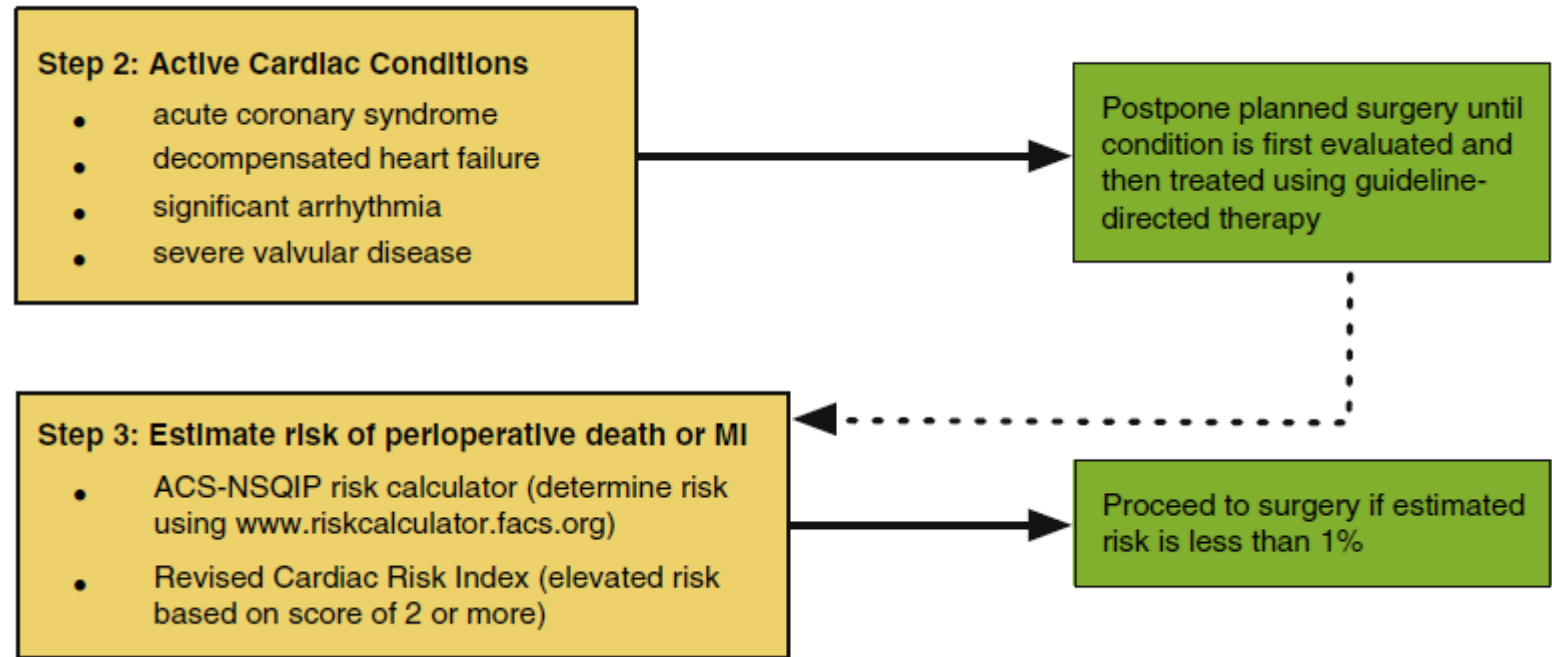 Step 2: Active Cardiac Conditions
• acute coronary syndrome
• decompensated heart failure
• significant arrhythmia
• severe valvular disease
Postpone planned surgery until
condition is first evaluated and
then treated using guideline-
directed therapy
Step 3: Estimate risk of perioperative death or MI
• ACS-NSQIP risk calculator (determine risk
using www.riskcalculator.facs.org)
• Revised Cardiac Risk Index (elevated risk
based on score of 2 or more)
Proceed to surgery if estimated
risk is less than 1%